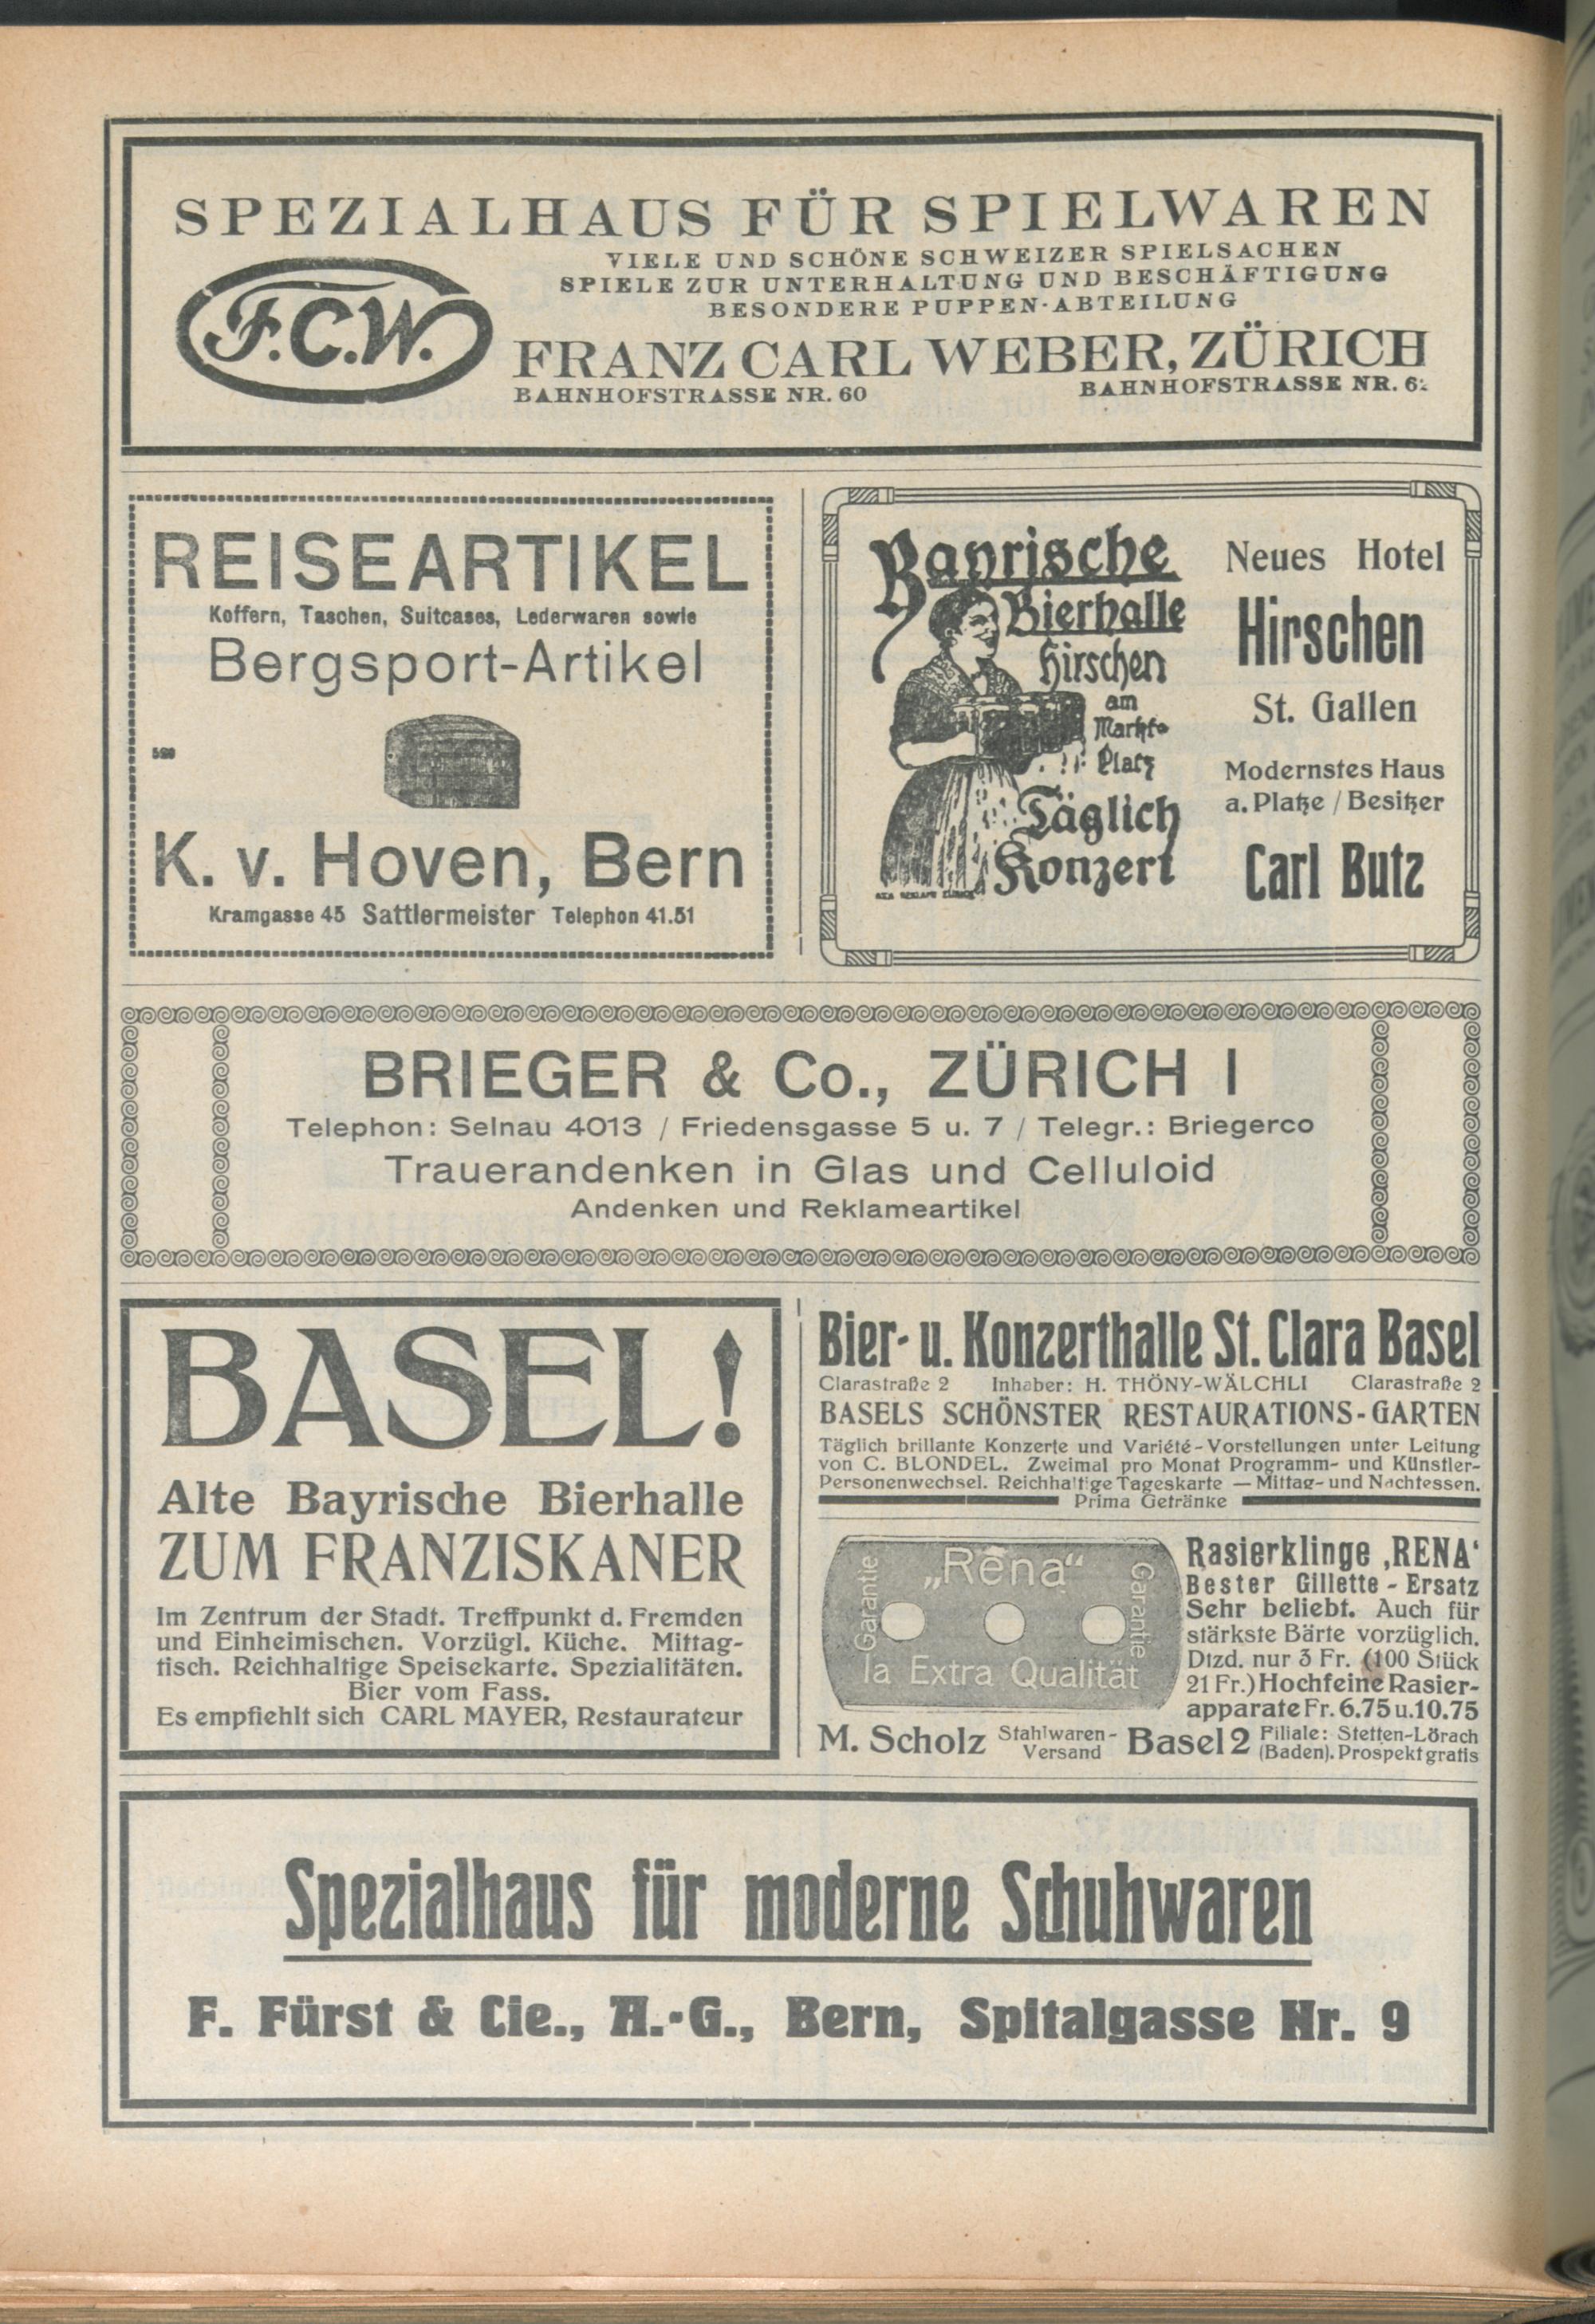 SPEZIALHAUS FÜR SPIELWAREN
VIELE UND SCHÖNE SCHWEIZER SPIELSACHEN
SPIELE ZUR UNTERHALTUNG UND BESCHÄFTIGUNG
BESONDERE PUPPEN-ABTEILUNG
F.C.W.
FRANZ CARL WEBER, ZÜRICH
BAHNHOFSTRASSE NR. 60 BAHNHOFSTRASSE NR.
REISEARTIKEL
Koffern, Taschen, Suitcases, Lederwaren sowie
Bergsport-Artikel
K. v. Hoven, Bern
Kramgasse 45 Sattlermeister Telephon 41.51
Bayrische
Bierhalle
Hirschen
am
Markt-
Platz
Täglich
Konzert
Neues Hotel
Hirschen
St. Gallen
Modernstes Haus
a. Platze / Besitzer
Carl Butz
BRIEGER & Co., ZÜRICH I
Telephon: Selnau 4013 / Friedensgasse 5 u. 7 / Telegr.: Briegerco
Trauerandenken in Glas und Celluloid
Andenken und Reklameartikel
BASEL!
Alte Bayrische Bierhalle
ZUM FRANZISKANER
Im Zentrum der Stadt. Treffpunkt d. Fremden
und Einheimischen. Vorzügl. Küche. Mittag-
tisch. Reichhaltige Speisekarte. Spezialitäten.
Bier vom Fass.
Es empfiehlt sich CARL MAYER, Restaurateur
Bier- u. Konzerthalle St. Clara Basel
Clarastraße 2 Inhaber: H. THÖNY-WÄLCHLI Clarastraße 2
BASELS SCHÖNSTER RESTAURATIONS-GARTEN
Täglich brillante Konzerte und Variété-Vorstellungen unter Leitung
von C. BLONDEL. Zweimal pro Monat Programm- und Künstler-
Personenwechsel. Reichhaltige Tageskarte — Mittag- und Nachtessen.
Prima Getränke
„Rena“
Garantie
Garantie
Ia Extra Qualität
Rasierklinge ‚RENA‘
Bester Gillette-Ersatz
Sehr beliebt. Auch für
stärkste Bärte vorzüglich.
Dtzd. nur 3 Fr. (100 Stück
21 Fr.) Hochfeine Rasier-
apparate Fr. 6.75 u. 10.75
M. Scholz Stahlwaren-Versand Basel 2 Filiale: Stetten-Lörach
(Baden). Prospekt gratis
Spezialhaus für moderne Schuhwaren
F. Fürst & Cie., A.-G., Bern, Spitalgasse Nr. 9